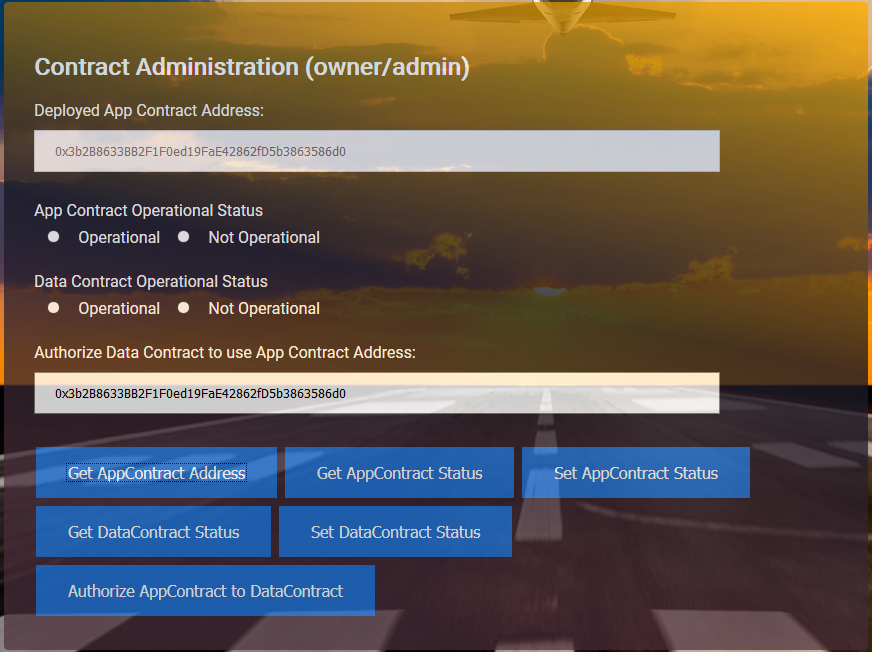 Contract Administration (owner/admin)
Deployed App Contract Address:
0x3b2B8633BB2F1F0ed19FaE42862fD5b3863586d0
App Contract Operational Status
Operational Not Operational
Data Contract Operational Status
Operational Not Operational
Authorize Data Contract to use App Contract Address:
0x3b2B8633BB2F1F0ed19FaE42862fD5b3863586d0
Get AppContract Address Get AppContract Status Set AppContract Status
Get DataContract Status Set DataContract Status
Authorize AppContract to DataContract